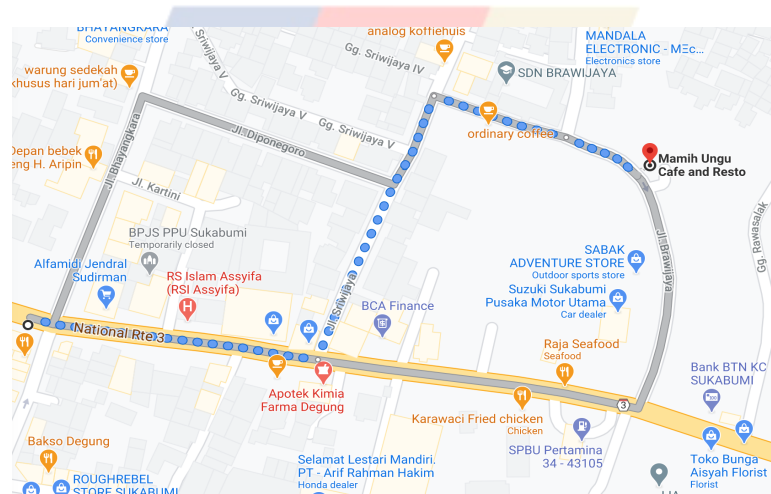 BHAYANGKARA
Convenience store
warung sedekah
khusus hari jum'at)
Depan bebek
eng H. Aripin
Jl. Bhayangkara
Jl. Kartini
Jl. Diponegoro
Sriwijaya V
Gg. Sriwijaya IV
Gg. Sriwijaya V
Gg. Sriwijaya V
analog koffiehuis
SDN BRAWIJAYA
MANDALA
ELECTRONIC - MΞc...
Electronics store
ordinary coffee
Mamih Ungu
Cafe and Resto
BPJS PPU Sukabumi
Temporarily closed
Alfamidi Jendral
Sudirman
RS Islam Assyifa
(RSI Assyifa)
H
Jl. Sriwijaya
BCA Finance
SABAK
ADVENTURE STORE
Outdoor sports store
Suzuki Sukabumi
Pusaka Motor Utama
Car dealer
Jl. Brawijaya
Gg. Rawasalak
National Rte 3
Raja Seafood
Seafood
Apotek Kimia
Farma Degung
Karawaci Fried chicken
Chicken
3
Bank BTN KC
SUKABUMI
SPBU Pertamina
34 - 43105
Toko Bunga
Aisyah Florist
Florist
Bakso Degung
ROUGHREBEL
STORE SUKABUMI
Selamat Lestari Mandiri.
PT - Arif Rahman Hakim
Honda dealer